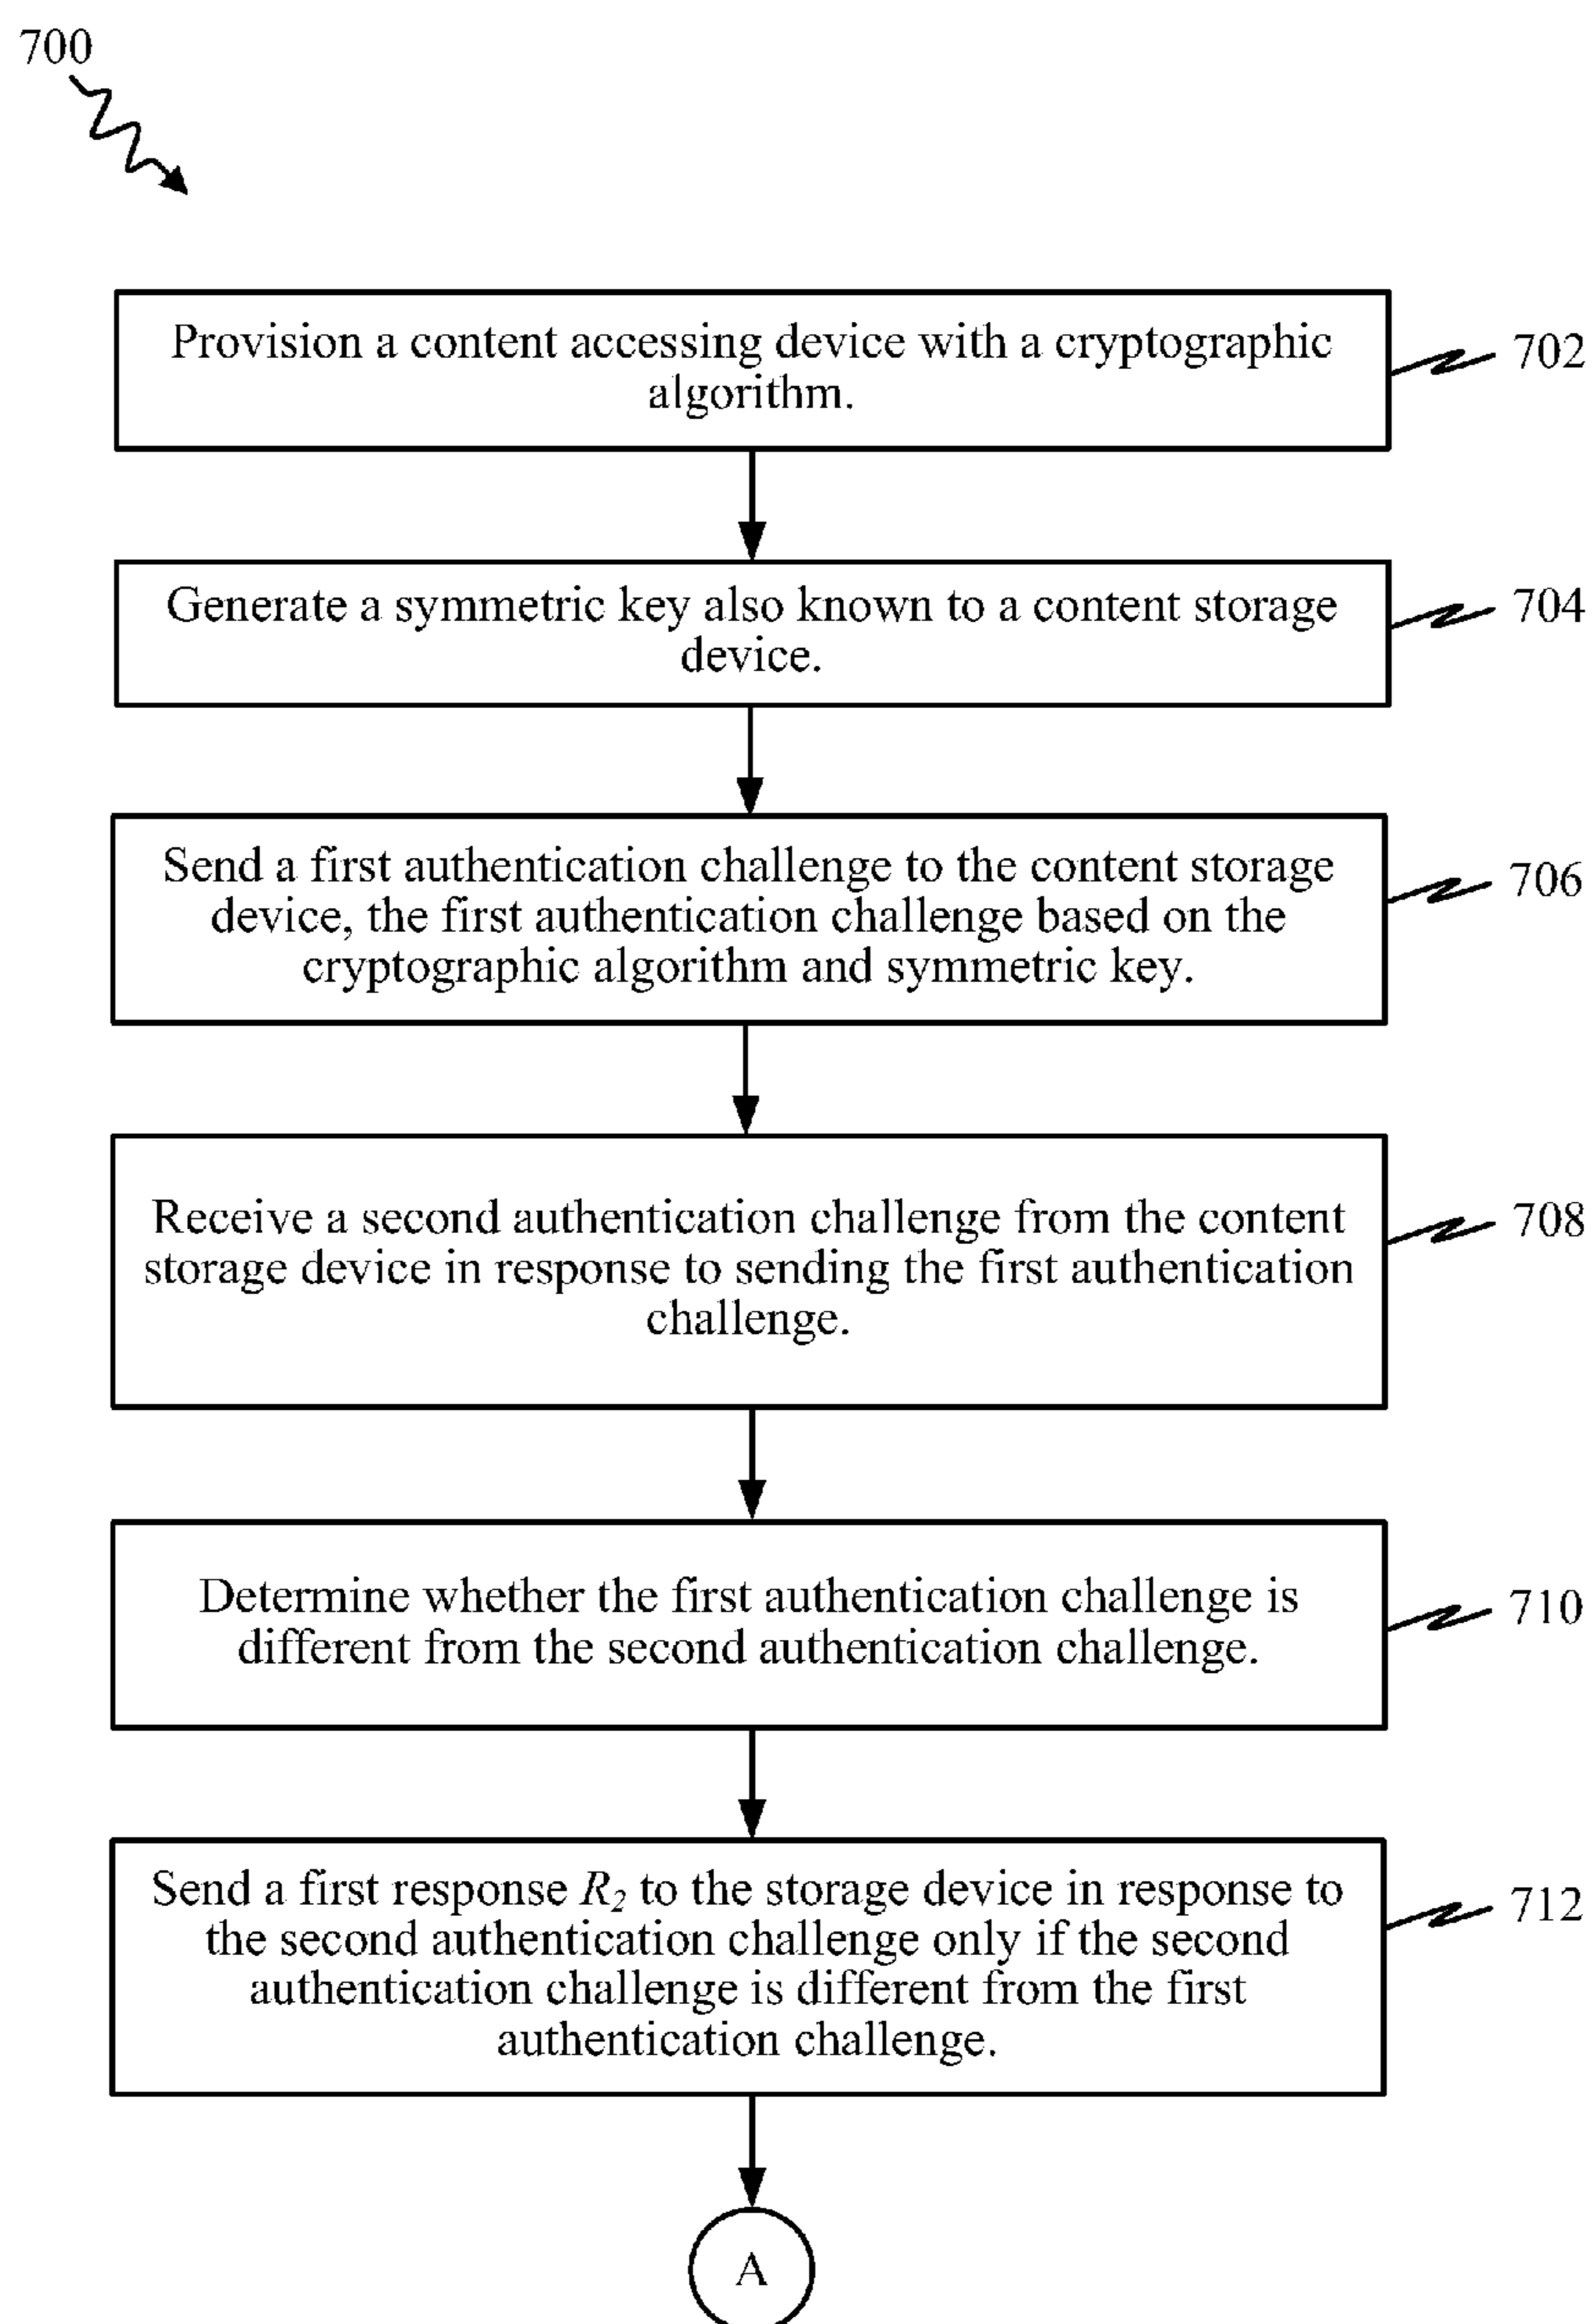 700
Provision a content accessing device with a cryptographic
algorithm.
702
Generate a symmetric key also known to a content storage
device.
704
Send a first authentication challenge to the content storage
device, the first authentication challenge based on the
cryptographic algorithm and symmetric key.
706
Receive a second authentication challenge from the content
storage device in response to sending the first authentication
challenge.
708
Determine whether the first authentication challenge is
different from the second authentication challenge.
710
Send a first response R2 to the storage device in response to
the second authentication challenge only if the second
authentication challenge is different from the first
authentication challenge.
712
A